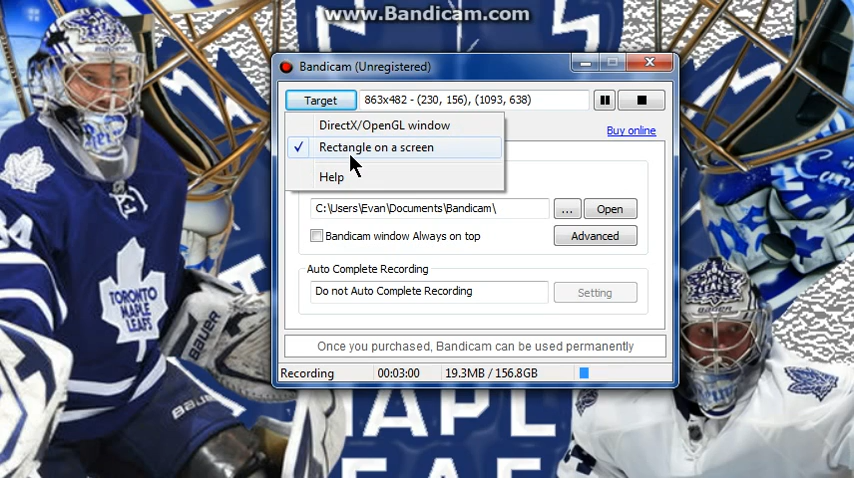 www.Bandicam.com
Bandicam (Unregistered)
Target
863x482 - (230, 156), (1093, 638)
DirectX/OpenGL window
Buy online
✓ Rectangle on a screen
Help
C:\Users\Evan\Documents\Bandicam\
...
Open
Bandicam window Always on top
Advanced
Auto Complete Recording
Do not Auto Complete Recording
Setting
Once you purchased, Bandicam can be used permanently
Recording
00:03:00
19.3MB / 156.8GB
TORONTO
MAPLE
LEAFS
BAUER
BAUER
MAPLE
LEAFS